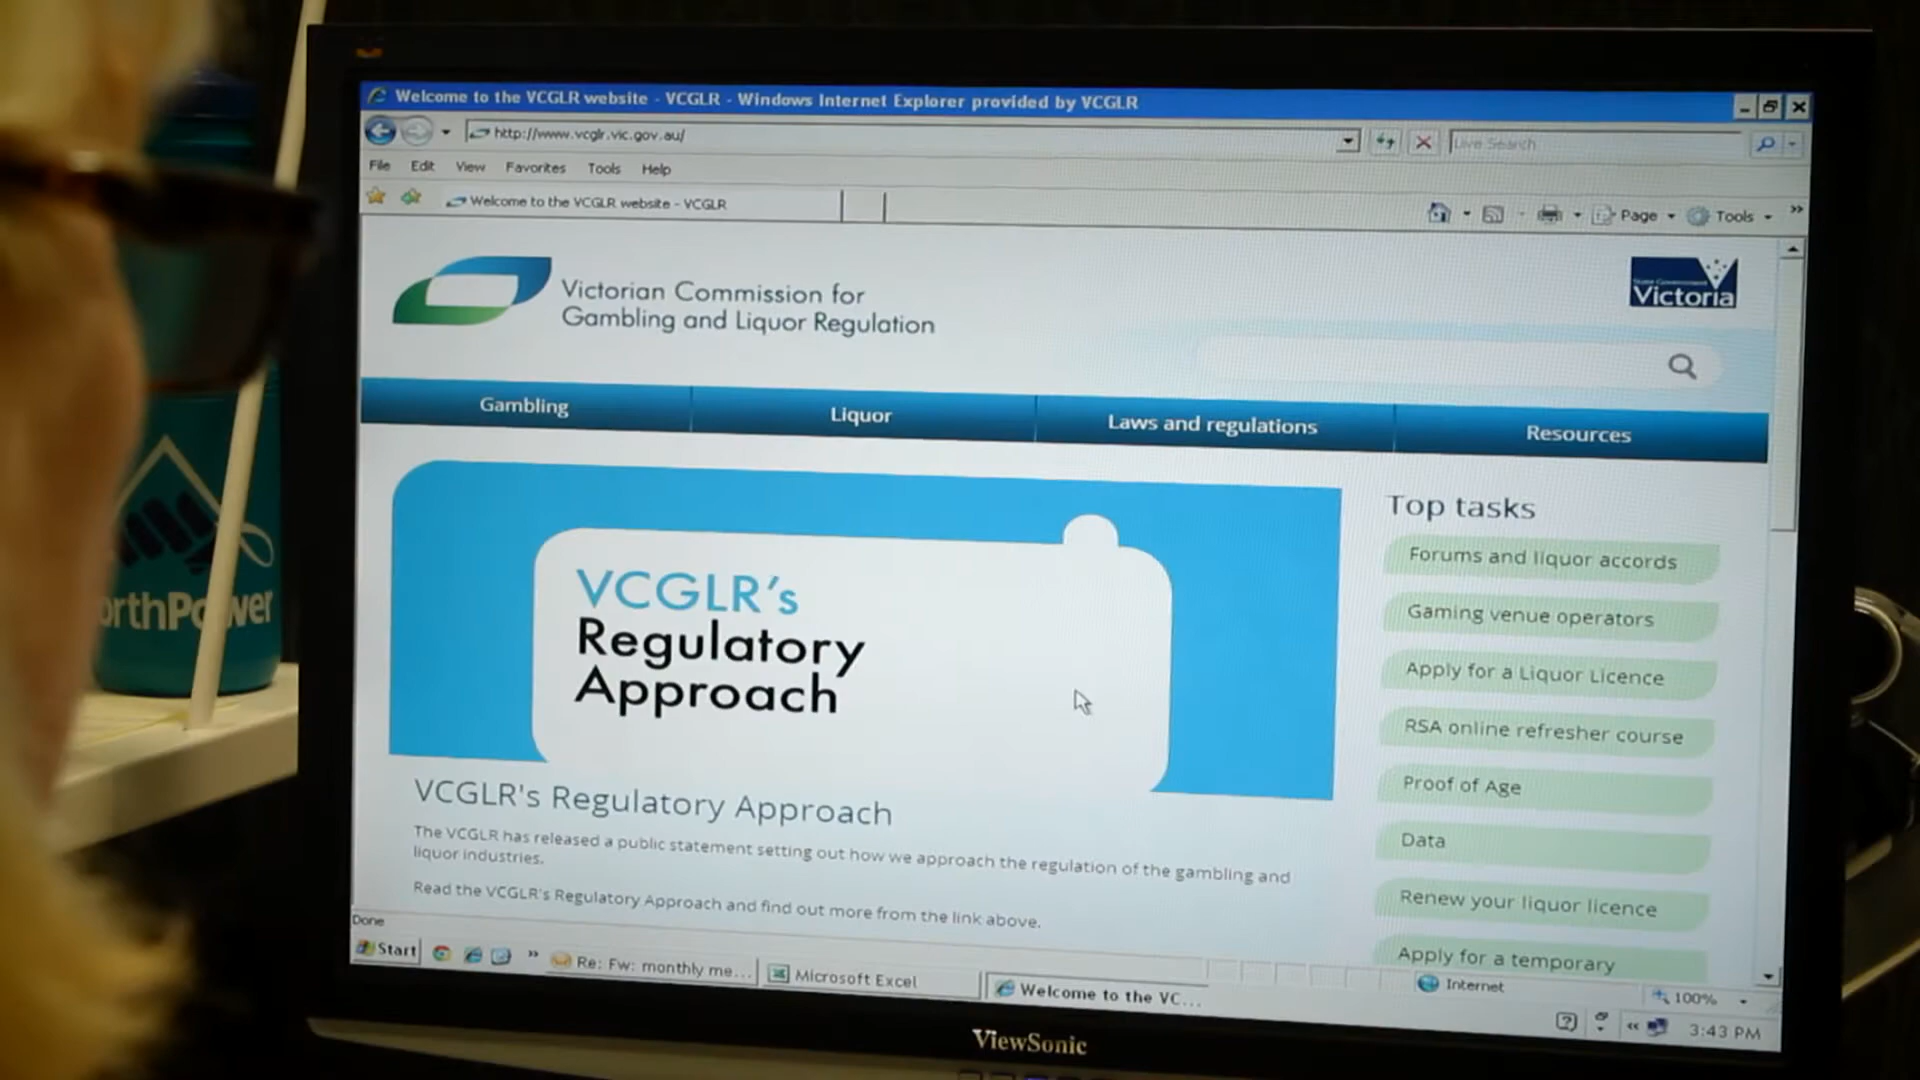 Welcome to the VCGLR website - VCGLR - Windows Internet Explorer provided by VCGLR
http://www.vcglr.vic.gov.au/
Live Search
File Edit View Favorites Tools Help
Welcome to the VCGLR website - VCGLR
Page Tools
Victorian Commission for
Gambling and Liquor Regulation
State Government
Victoria
Gambling Liquor Laws and regulations Resources
VCGLR's
Regulatory
Approach
VCGLR's Regulatory Approach
The VCGLR has released a public statement setting out how we approach the regulation of the gambling and
liquor industries.
Read the VCGLR's Regulatory Approach and find out more from the link above.
Top tasks
Forums and liquor accords
Gaming venue operators
Apply for a Liquor Licence
RSA online refresher course
Proof of Age
Data
Renew your liquor licence
Apply for a temporary
Done
Internet
100%
Start
Re: Fw: monthly me...
Microsoft Excel
Welcome to the VC...
3:43 PM
ViewSonic
orthPower